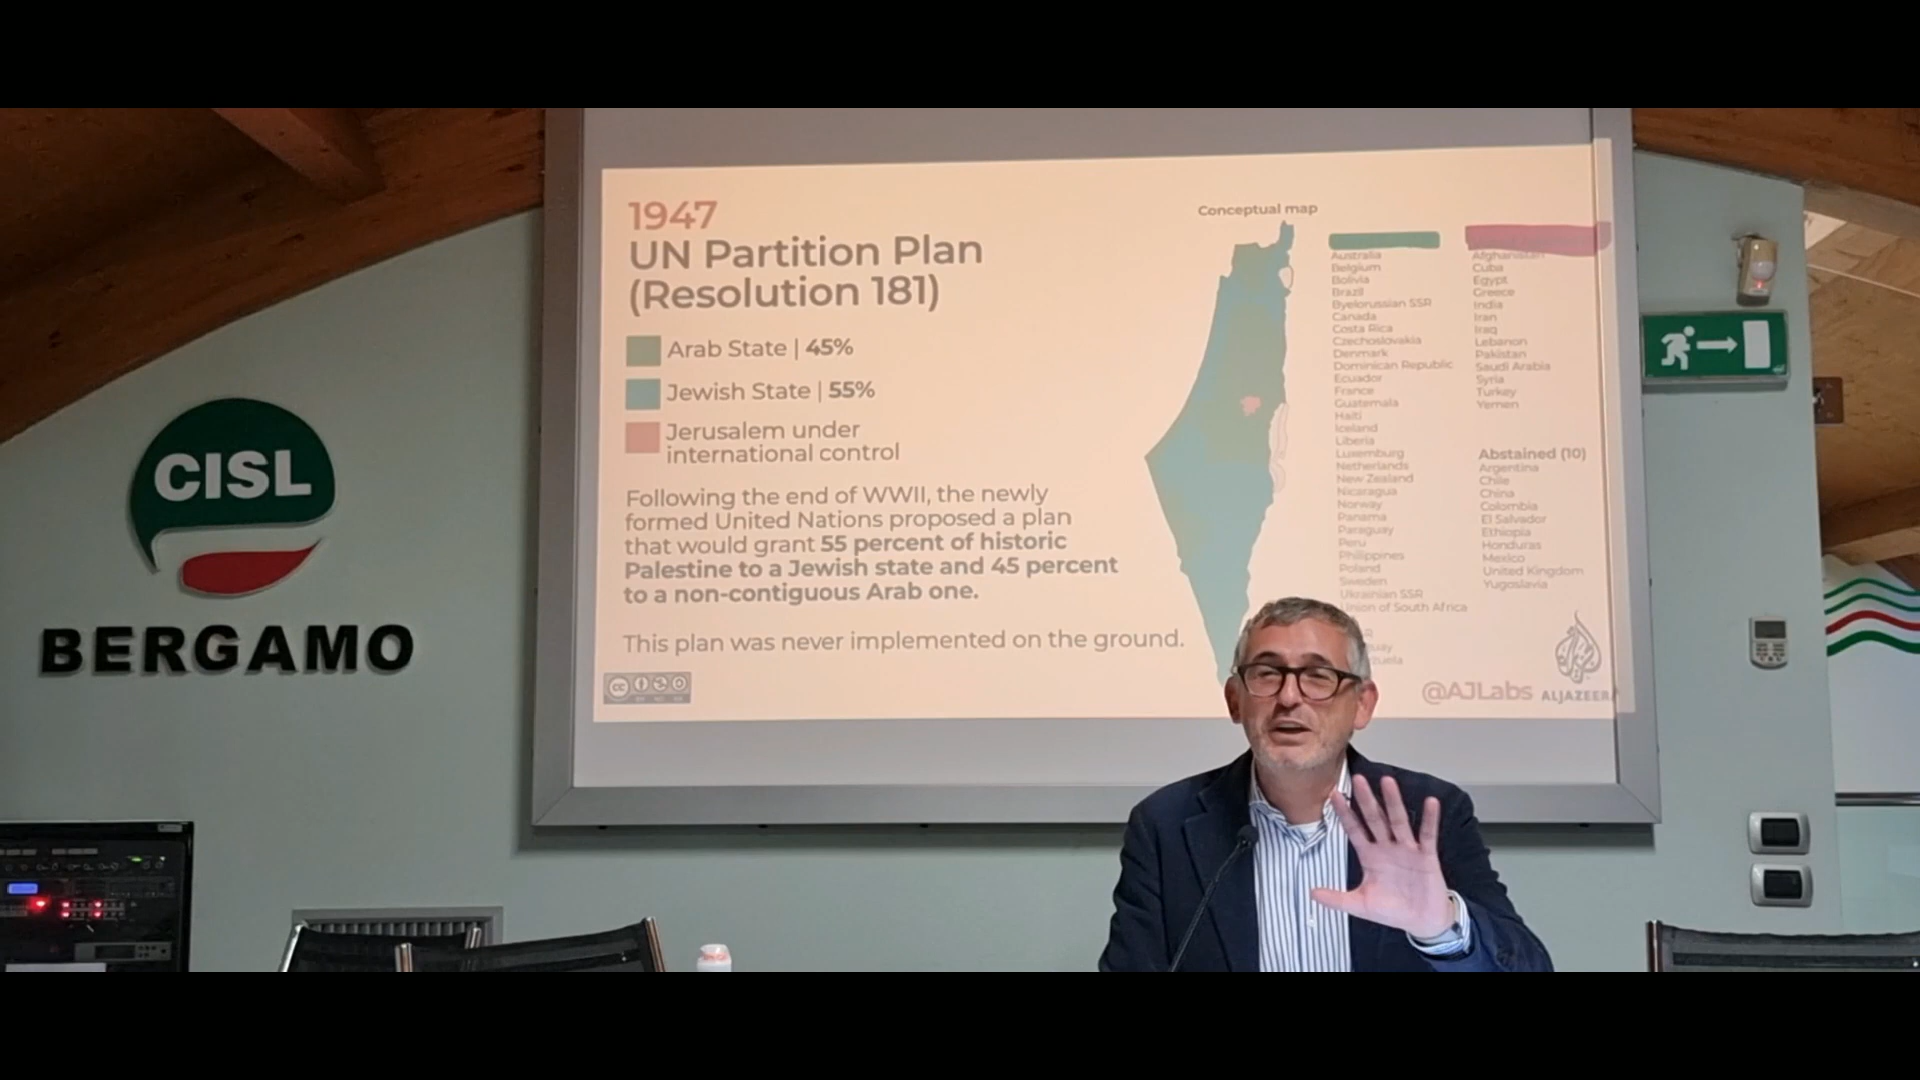 CISL
BERGAMO
1947
UN Partition Plan
(Resolution 181)
Arab State | 45%
Jewish State | 55%
Jerusalem under
international control
Following the end of WWII, the newly
formed United Nations proposed a plan
that would grant 55 percent of historic
Palestine to a Jewish state and 45 percent
to a non-contiguous Arab one.
This plan was never implemented on the ground.
cc
Conceptual map
Australia
Belgium
Bolivia
Brazil
Byelorussian SSR
Canada
Costa Rica
Czechoslovakia
Denmark
Dominican Republic
Ecuador
France
Guatemala
Haiti
Iceland
Liberia
Luxemburg
Netherlands
New Zealand
Nicaragua
Norway
Panama
Paraguay
Peru
Philippines
Poland
Sweden
Ukrainian SSR
Union of South Africa
Afghanistan
Cuba
Egypt
Greece
India
Iran
Iraq
Lebanon
Pakistan
Saudi Arabia
Syria
Turkey
Yemen
Abstained (10)
Argentina
Chile
China
Colombia
El Salvador
Ethiopia
Honduras
Mexico
United Kingdom
Yugoslavia
@AJLabs
ALJAZEERA